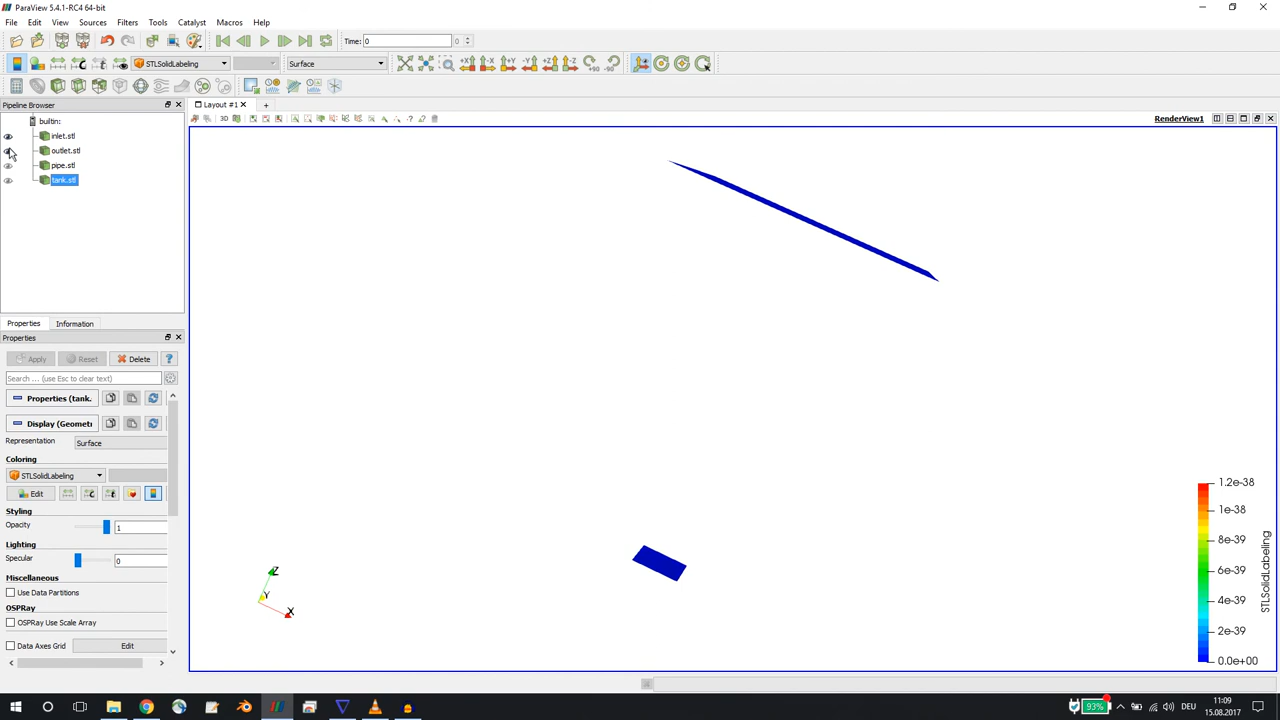 ParaView 5.4.1-RC4 64-bit
File Edit View Sources Filters Tools Catalyst Macros Help
Time: 0 0
STLSolidLabeling Surface +X -X +Y -Y +Z -Z +90 -90
Pipeline Browser Layout #1
3D RenderView1
builtin:
inlet.stl
outlet.stl
pipe.stl
tank.stl
Properties Information
Properties
Apply Reset Delete ?
Search ... (use Esc to clear text)
Properties (tank.
Display (Geometr
Representation Surface
Coloring
STLSolidLabeling
Edit
Styling
Opacity 1
Lighting
Specular 0
Miscellaneous
Use Data Partitions
OSPRay
OSPRay Use Scale Array
Data Axes Grid Edit
Z
Y
X
1.2e-38
1e-38
8e-39
6e-39
4e-39
2e-39
0.0e+00
STLSolidLabeling
93% DEU 11:09
15.08.2017